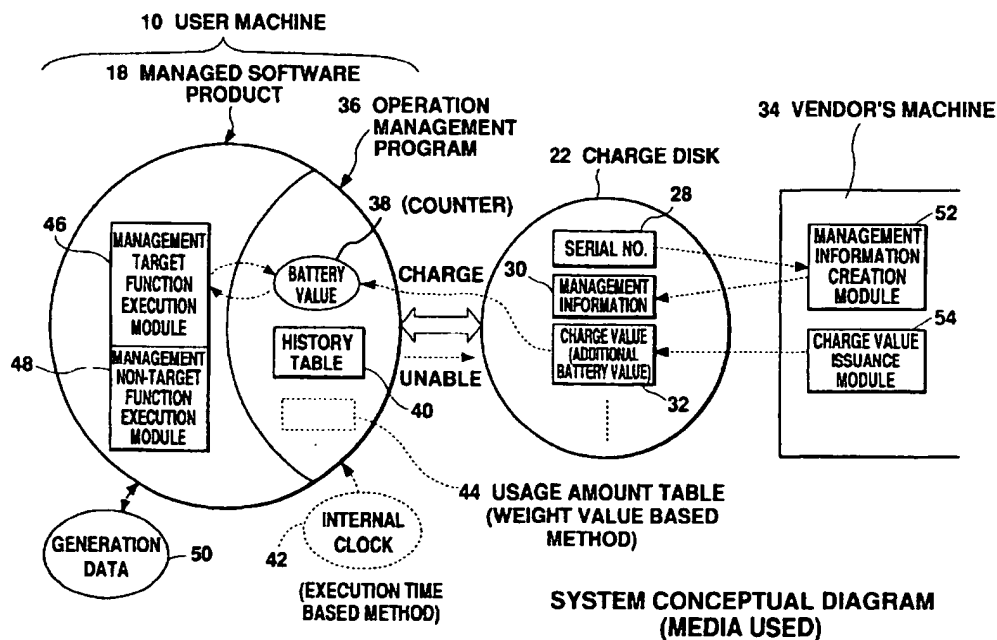 10 USER MACHINE
18 MANAGED SOFTWARE
PRODUCT
36 OPERATION
MANAGEMENT
PROGRAM
34 VENDOR'S MACHINE
22 CHARGE DISK
38 (COUNTER)
28
52
46
MANAGEMENT
TARGET
FUNCTION
EXECUTION
MODULE
BATTERY
VALUE
CHARGE
SERIAL NO.
30
MANAGEMENT
INFORMATION
MANAGEMENT
INFORMATION
CREATION
MODULE
54
48
MANAGEMENT
NON-TARGET
FUNCTION
EXECUTION
MODULE
HISTORY
TABLE
UNABLE
CHARGE VALUE
(ADDITIONAL
BATTERY VALUE)
CHARGE VALUE
ISSUANCE
MODULE
40
32
44 USAGE AMOUNT TABLE
(WEIGHT VALUE BASED
METHOD)
GENERATION
DATA
50
42
INTERNAL
CLOCK
(EXECUTION TIME
BASED METHOD)
SYSTEM CONCEPTUAL DIAGRAM
(MEDIA USED)